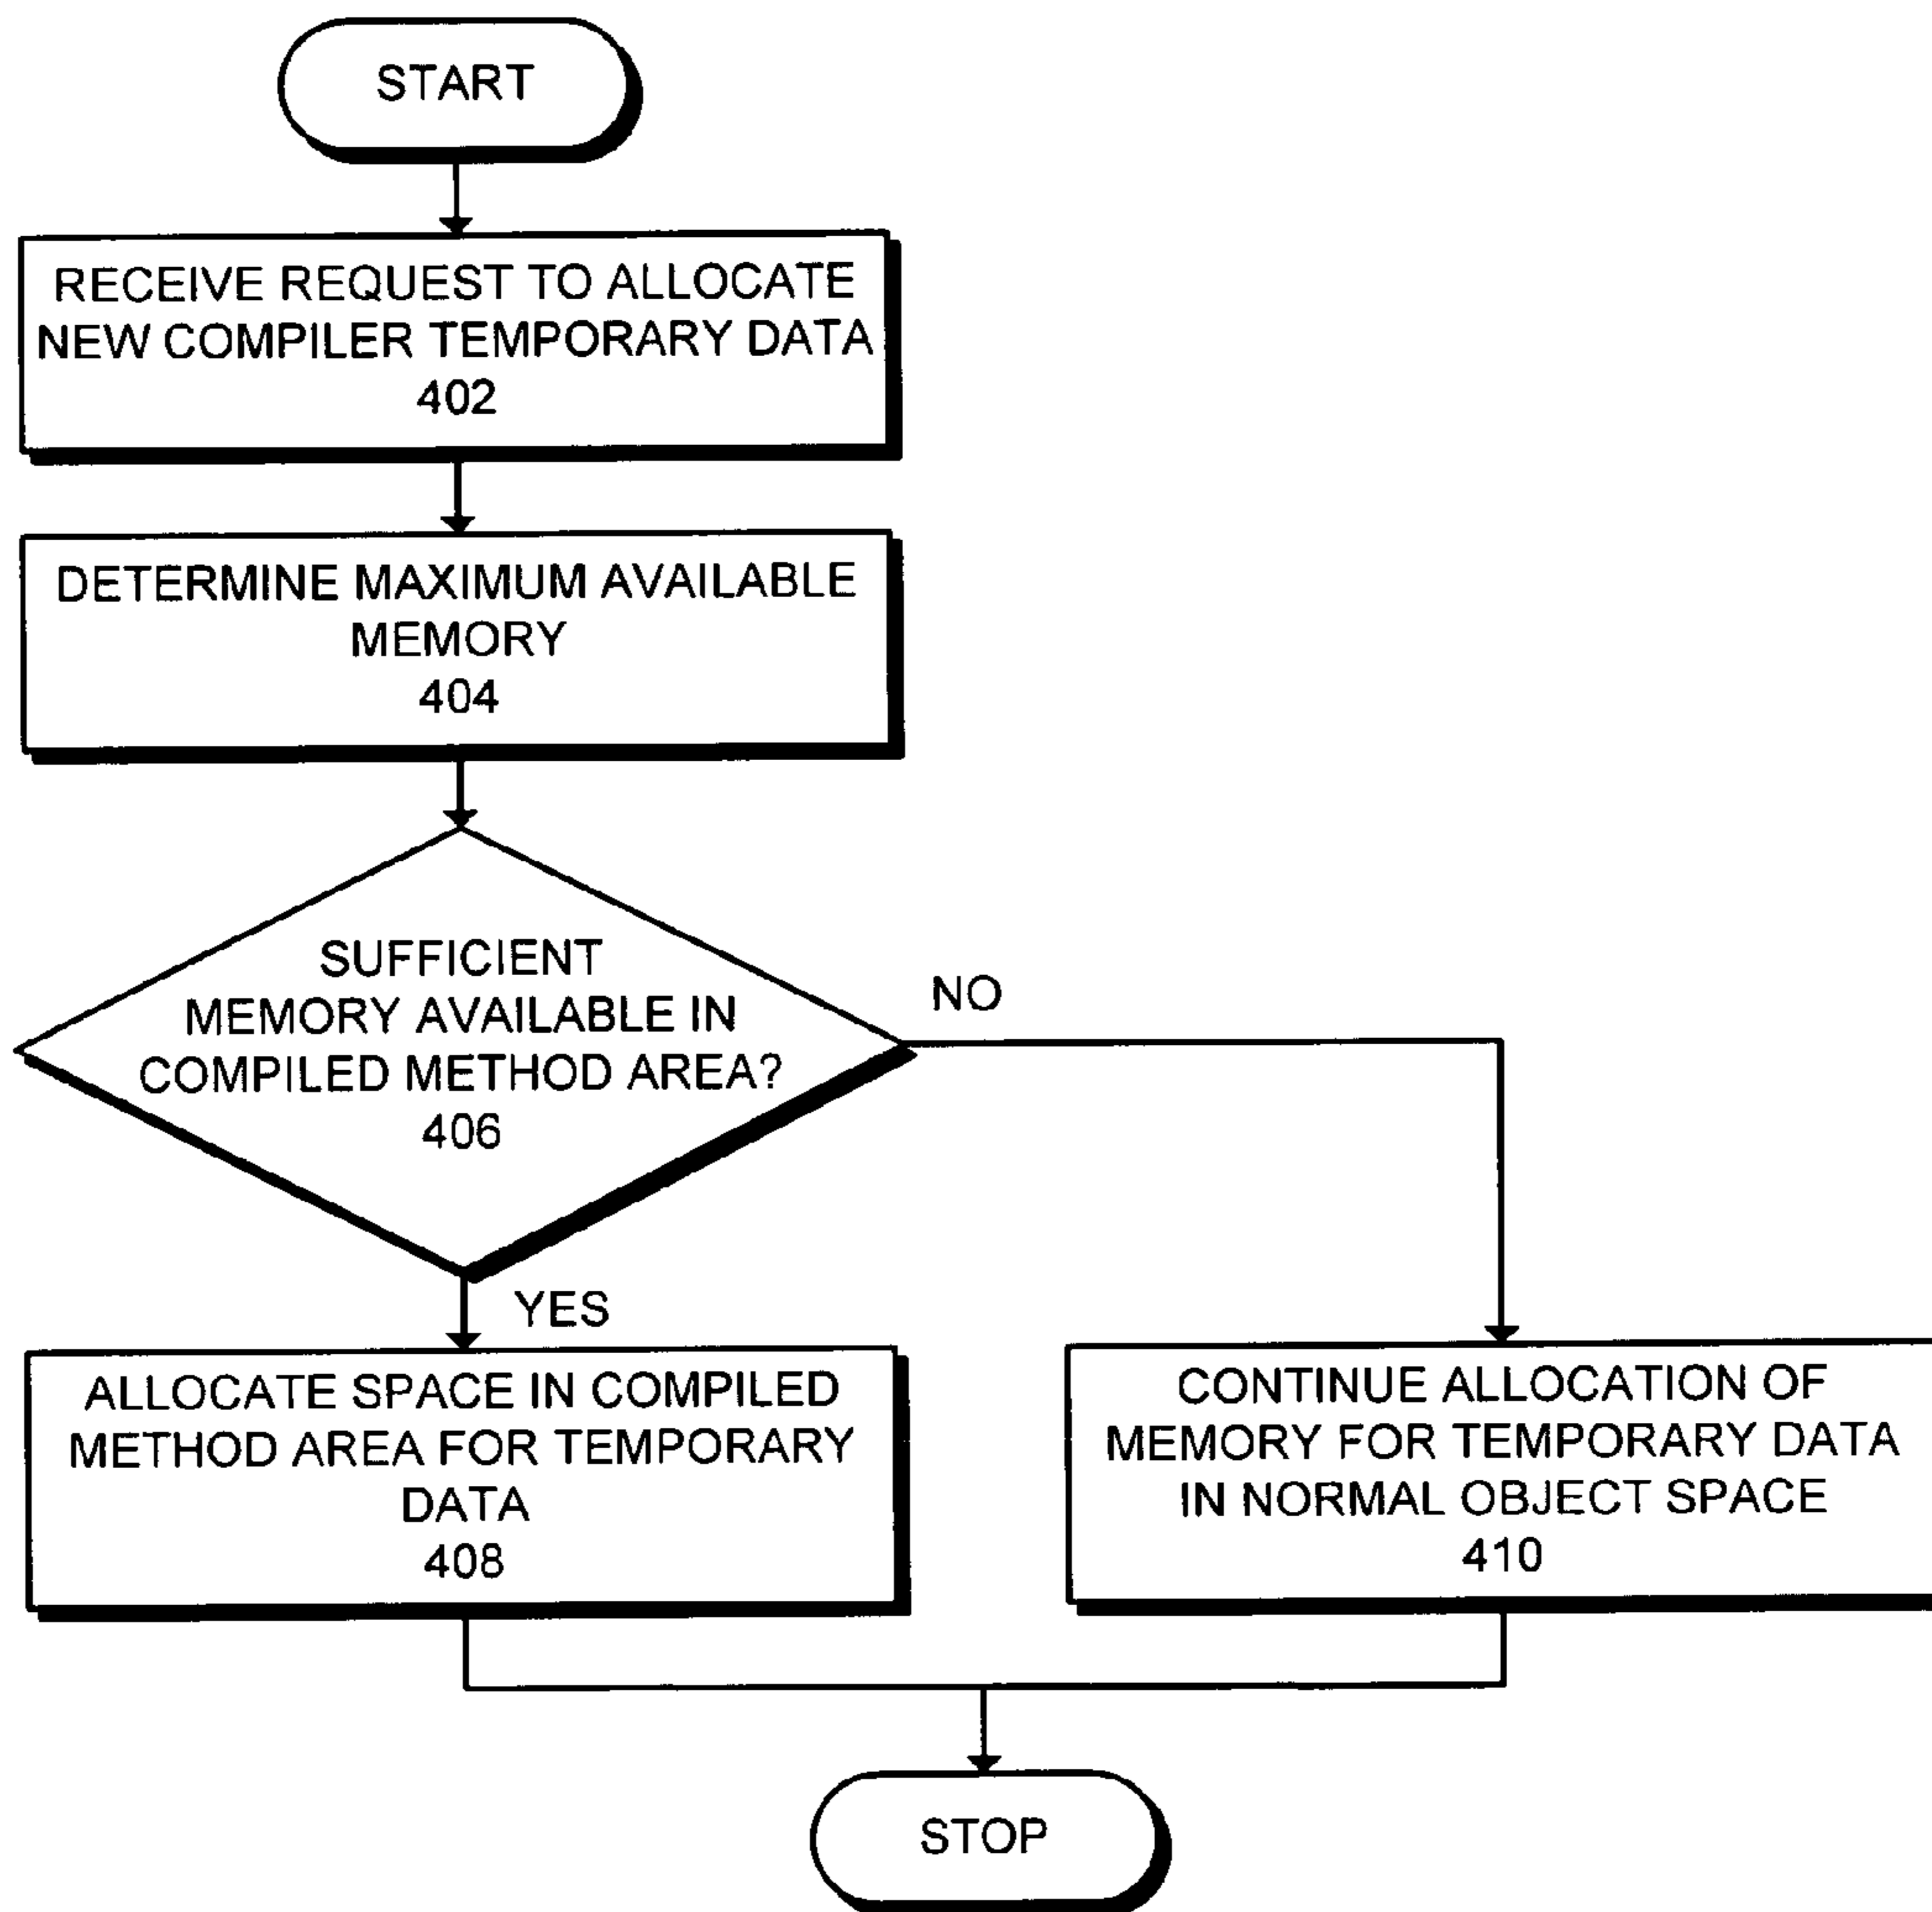 START
RECEIVE REQUEST TO ALLOCATE
NEW COMPILER TEMPORARY DATA
402
DETERMINE MAXIMUM AVAILABLE
MEMORY
404
SUFFICIENT
MEMORY AVAILABLE IN
COMPILED METHOD AREA?
406
NO
YES
ALLOCATE SPACE IN COMPILED
METHOD AREA FOR TEMPORARY
DATA
408
CONTINUE ALLOCATION OF
MEMORY FOR TEMPORARY DATA
IN NORMAL OBJECT SPACE
410
STOP